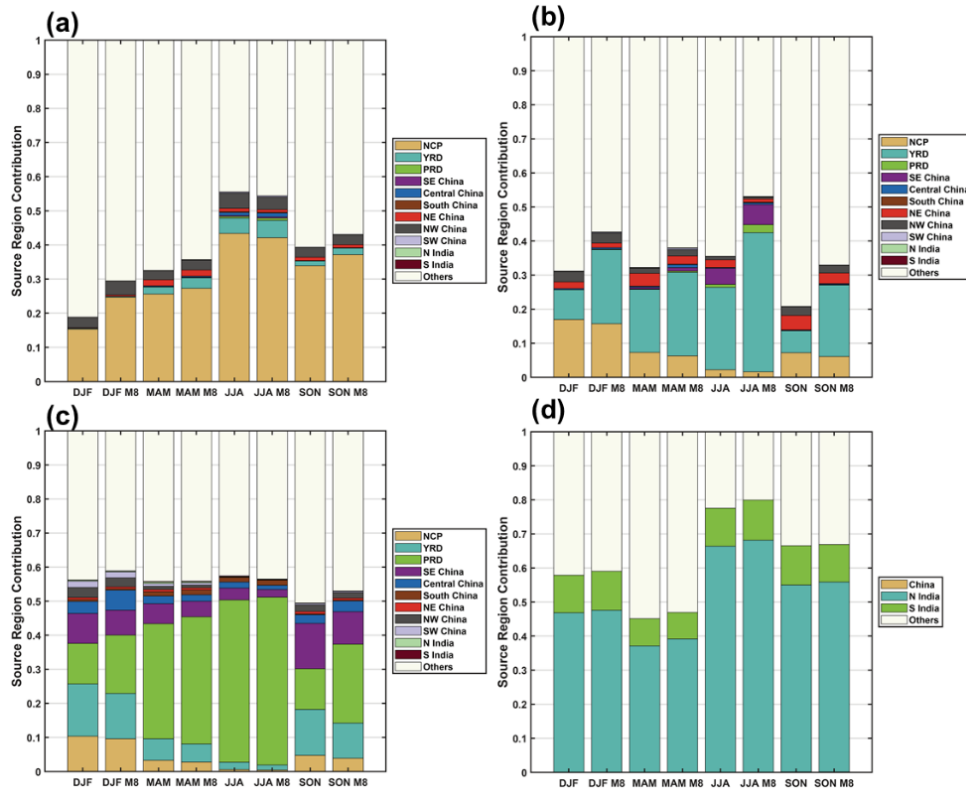 (a)
Source Region Contribution
1
0.9
0.8
0.7
0.6
0.5
0.4
0.3
0.2
0.1
0
DJF DJF M8 MAM MAM M8 JJA JJA M8 SON SON M8
NCP
YRD
PRD
SE China
Central China
South China
NE China
NW China
SW China
N India
S India
Others
(b)
Source Region Contribution
1
0.9
0.8
0.7
0.6
0.5
0.4
0.3
0.2
0.1
0
DJF DJF M8 MAM MAM M8 JJA JJA M8 SON SON M8
NCP
YRD
PRD
SE China
Central China
South China
NE China
NW China
SW China
N India
S India
Others
(c)
Source Region Contribution
1
0.9
0.8
0.7
0.6
0.5
0.4
0.3
0.2
0.1
0
DJF DJF M8 MAM MAM M8 JJA JJA M8 SON SON M8
NCP
YRD
PRD
SE China
Central China
South China
NE China
NW China
SW China
N India
S India
Others
(d)
Source Region Contribution
1
0.9
0.8
0.7
0.6
0.5
0.4
0.3
0.2
0.1
0
DJF DJF M8 MAM MAM M8 JJA JJA M8 SON SON M8
China
N India
S India
Others